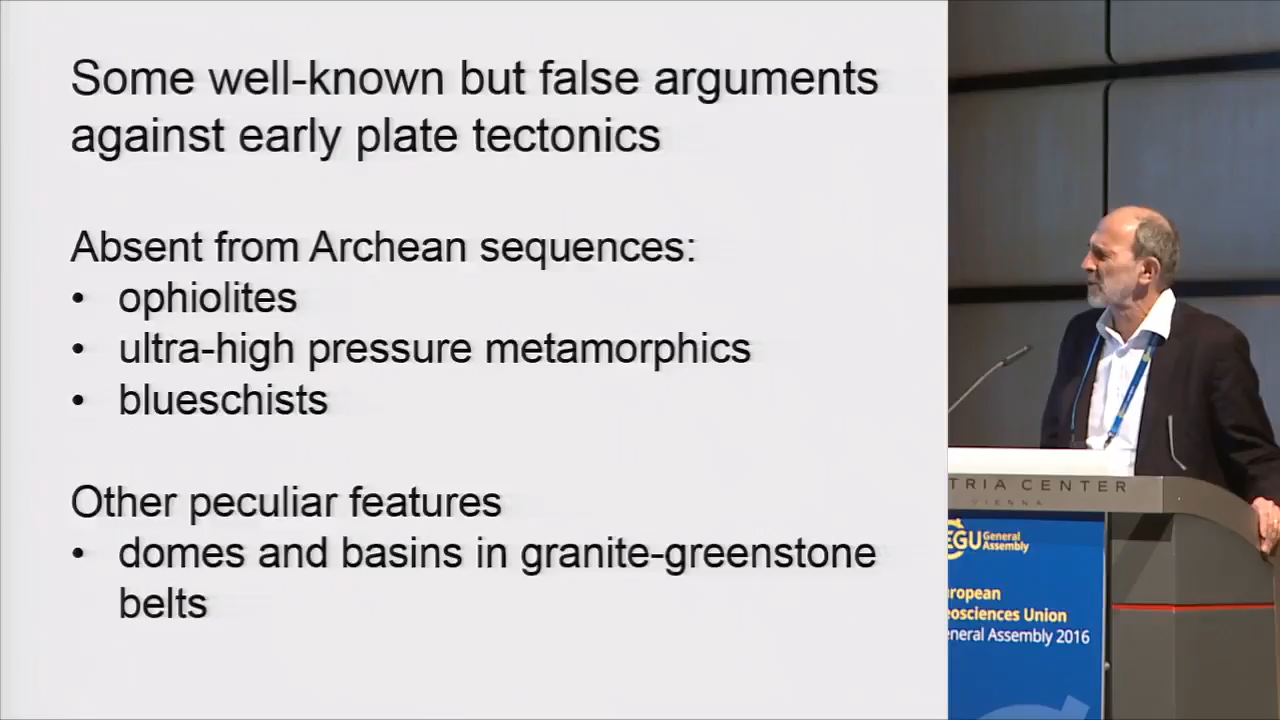 Some well-known but false arguments
against early plate tectonics
Absent from Archean sequences:
• ophiolites
• ultra-high pressure metamorphics
• blueschists
Other peculiar features
• domes and basins in granite-greenstone
belts
TRIA CENTER
VIENNA
EGU General
Assembly
uropean
eosciences Union
eneral Assembly 2016